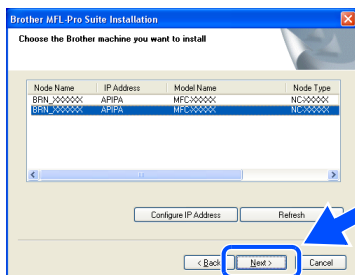 Brother MFL-Pro Suite Installation
Choose the Brother machine you want to install
Node Name IP Address Model Name Node Type
BRN_XXXXXX APIPA MFC-XXXXX NC-XXXXX
BRN_XXXXXX APIPA MFC-XXXXX NC-XXXXX
Configure IP Address Refresh
< Back Next > Cancel